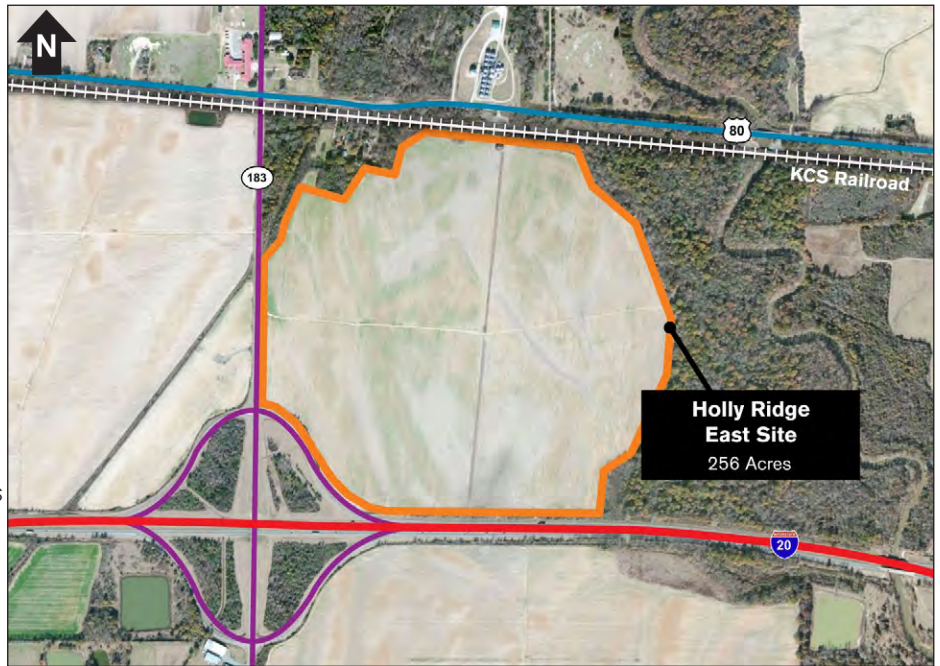 N
80
KCS Railroad
183
Holly Ridge
East Site
256 Acres
s
20